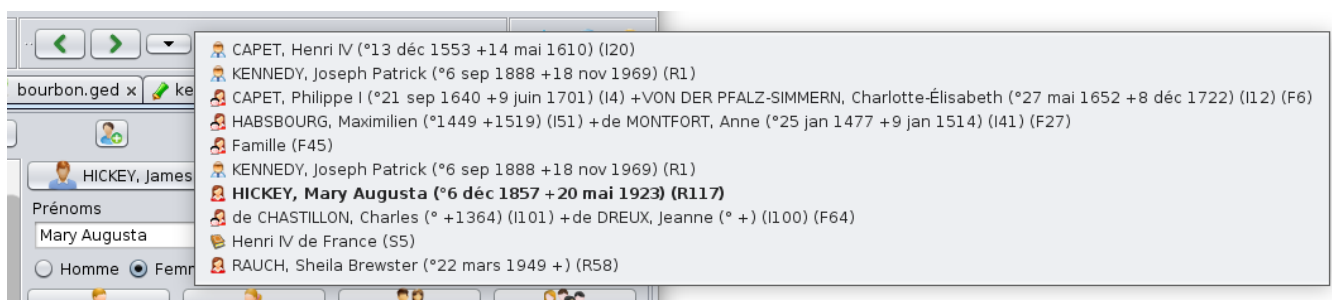 CAPET, Henri IV (°13 déc 1553 +14 mai 1610) (I20)
KENNEDY, Joseph Patrick (°6 sep 1888 +18 nov 1969) (R1)
CAPET, Philippe I (°21 sep 1640 +9 juin 1701) (I4) +VON DER PFALZ-SIMMERN, Charlotte-Élisabeth (°27 mai 1652 +8 déc 1722) (I12) (F6)
HABSBOURG, Maximilien (°1449 +1519) (I51) +de MONTFORT, Anne (°25 jan 1477 +9 jan 1514) (I41) (F27)
Famille (F45)
KENNEDY, Joseph Patrick (°6 sep 1888 +18 nov 1969) (R1)
HICKEY, Mary Augusta (°6 déc 1857 +20 mai 1923) (R117)
de CHASTILLON, Charles (° +1364) (I101) +de DREUX, Jeanne (° +) (I100) (F64)
Henri IV de France (S5)
RAUCH, Sheila Brewster (°22 mars 1949 +) (R58)
bourbon.ged x
ke
HICKEY, James
Prénoms
Mary Augusta
Homme Femm